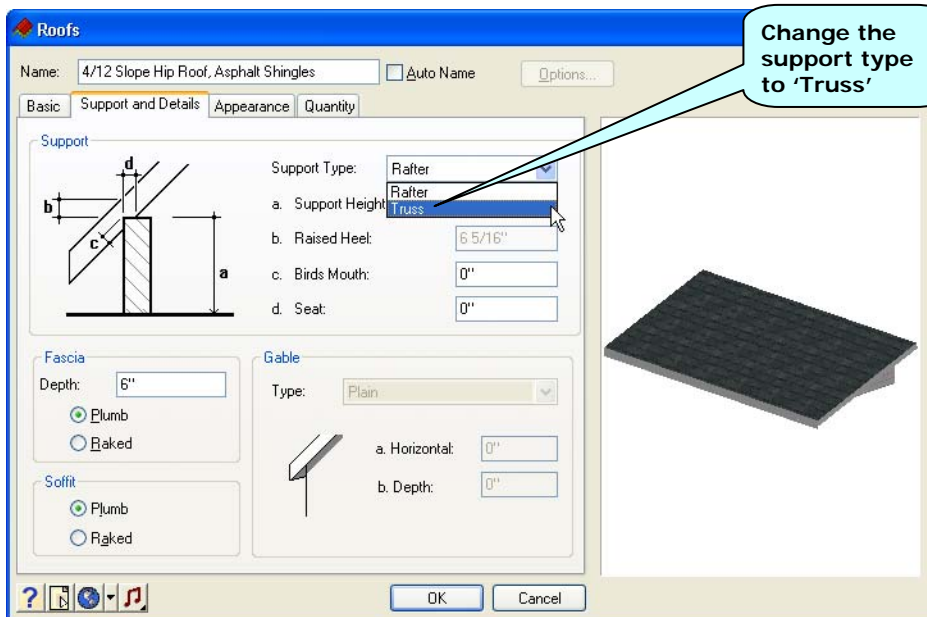 Roofs
Change the
support type
to ‘Truss’
Name: 4/12 Slope Hip Roof, Asphalt Shingles Auto Name Options...
Basic Support and Details Appearance Quantity
Support
d
b
c
a
Support Type: Rafter
Rafter
Truss
a. Support Height
b. Raised Heel: 6 5/16"
c. Birds Mouth: 0"
d. Seat: 0"
Fascia
Depth: 6"
Plumb
Raked
Gable
Type: Plain
a. Horizontal: 0"
b. Depth: 0"
Soffit
Plumb
Raked
?
OK Cancel